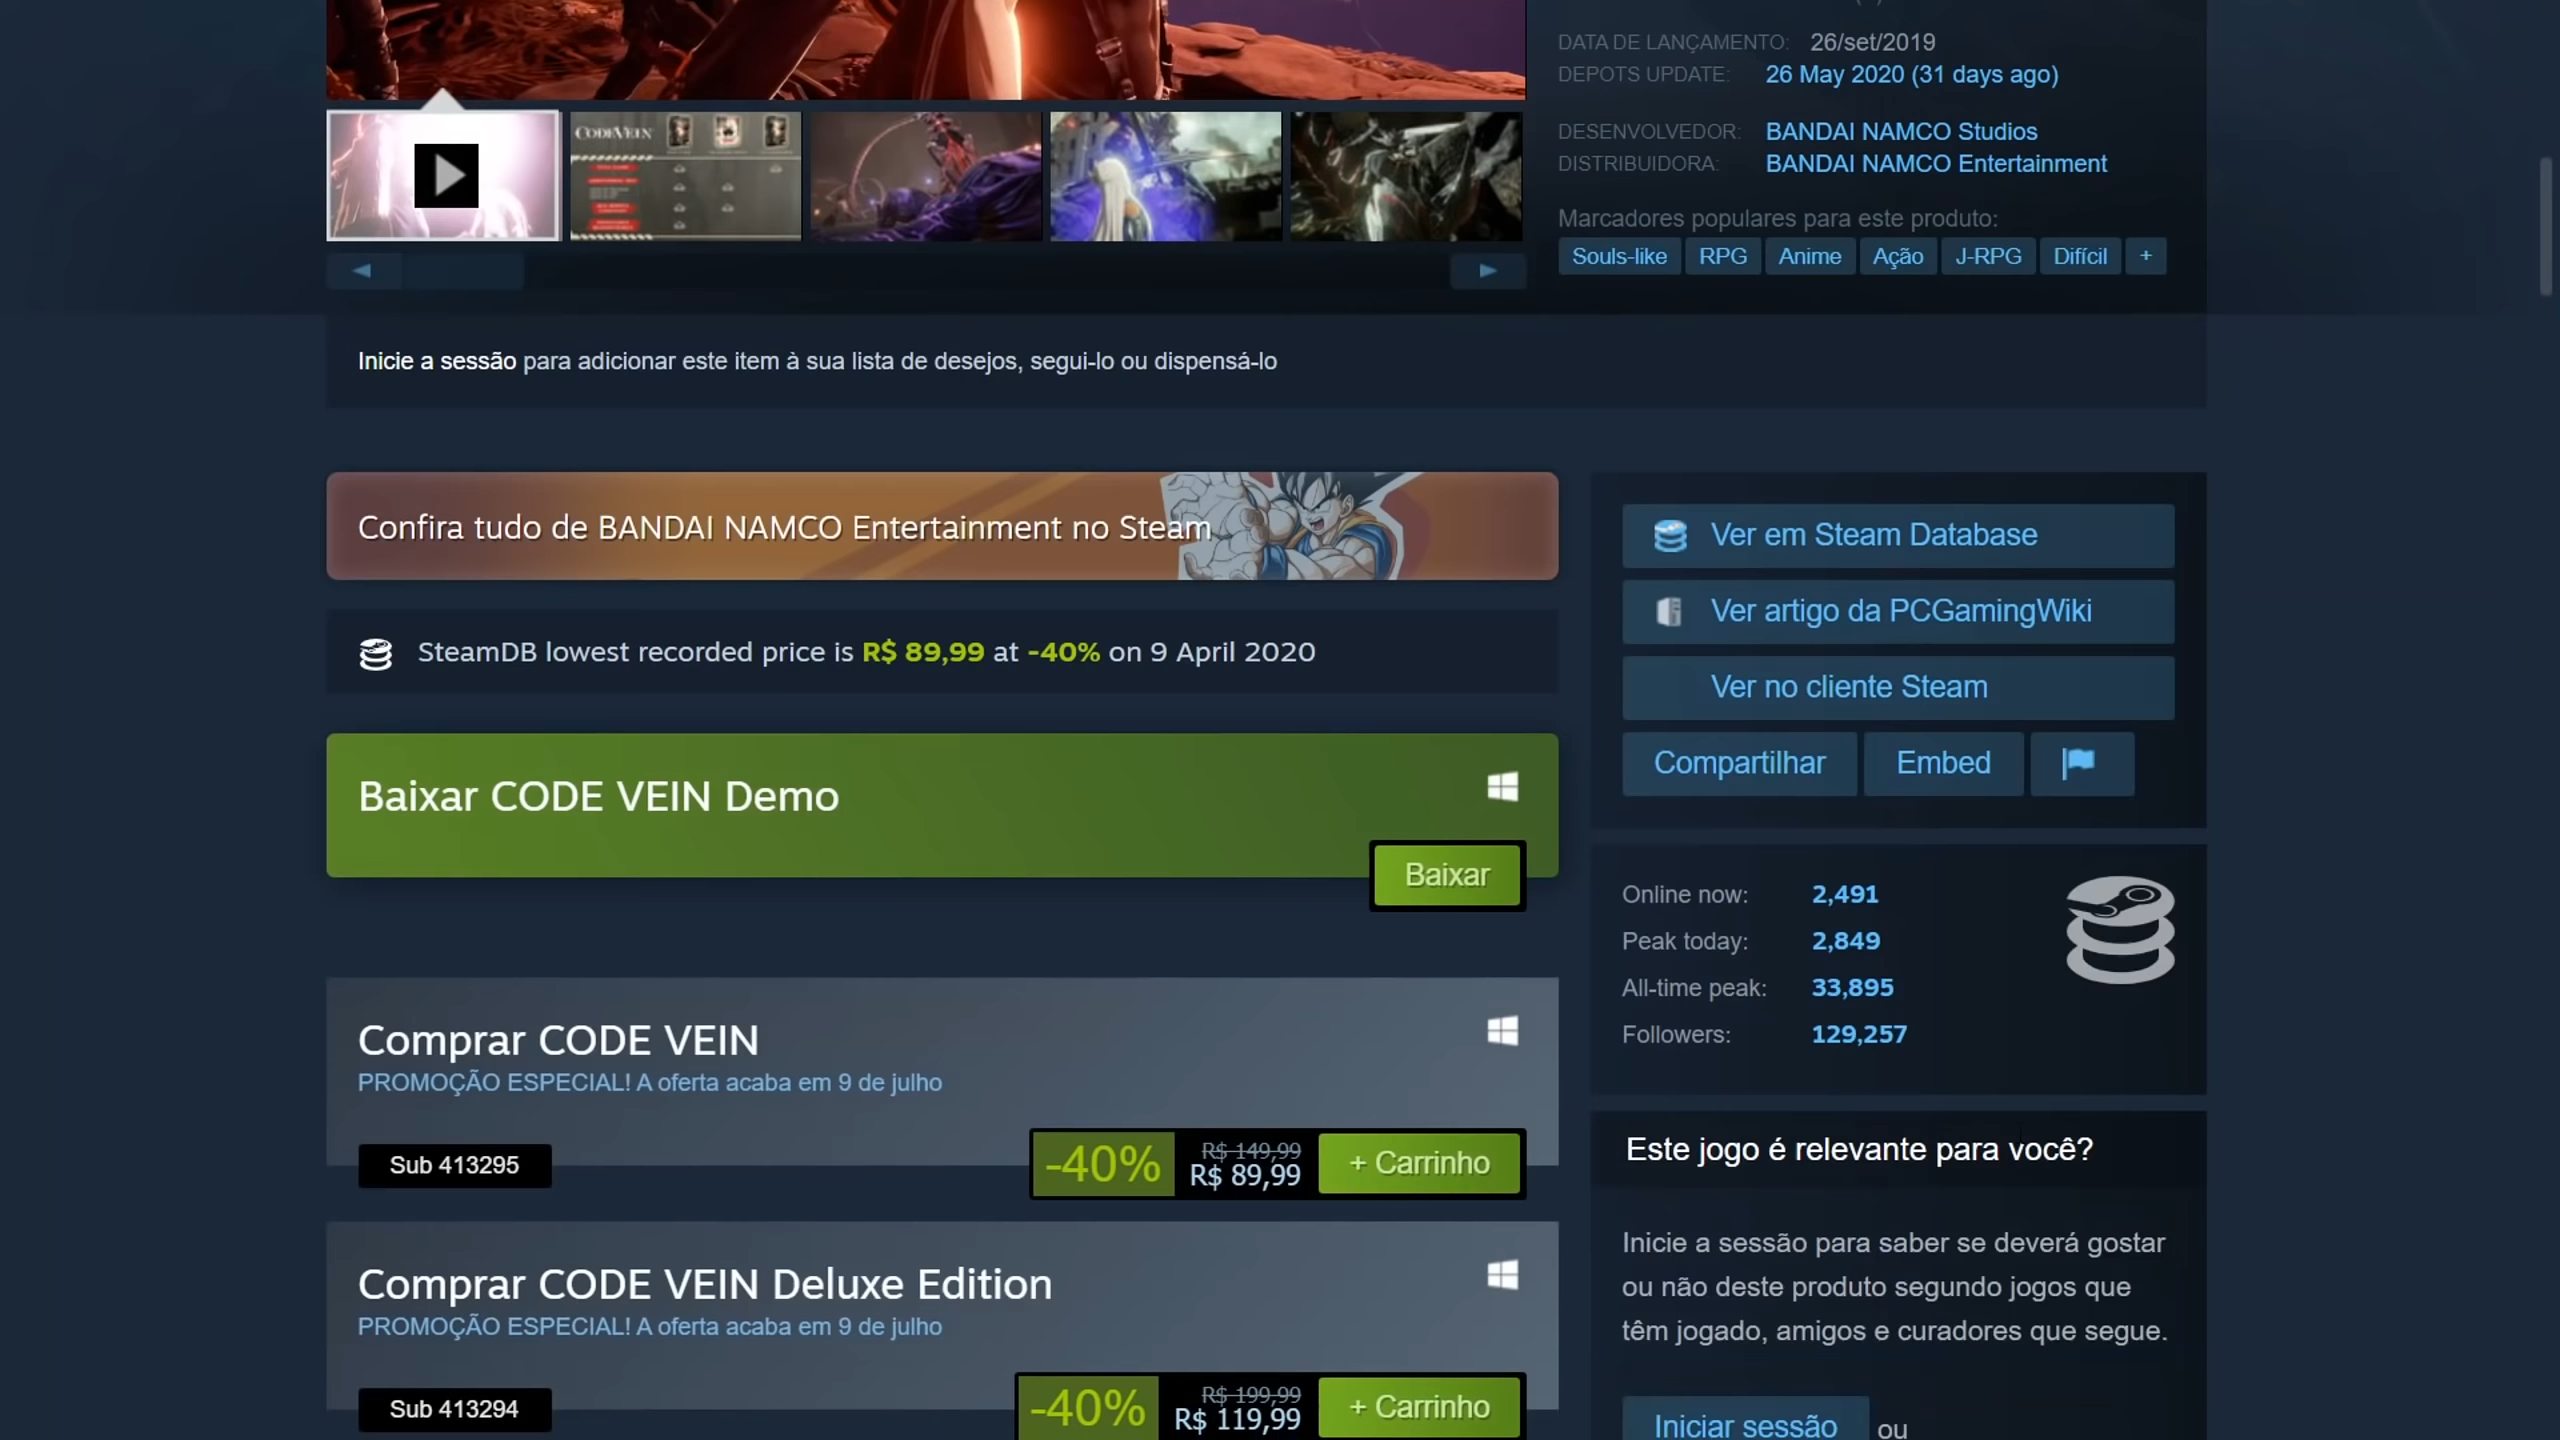 DATA DE LANÇAMENTO: 26/set/2019
DEPOTS UPDATE: 26 May 2020 (31 days ago)
DESENVOLVEDOR: BANDAI NAMCO Studios
DISTRIBUIDORA: BANDAI NAMCO Entertainment
Marcadores populares para este produto:
Souls-like RPG Anime Ação J-RPG Difícil +
CODE VEIN
Inicie a sessão para adicionar este item à sua lista de desejos, segui-lo ou dispensá-lo
Confira tudo de BANDAI NAMCO Entertainment no Steam
SteamDB lowest recorded price is R$ 89,99 at -40% on 9 April 2020
Baixar CODE VEIN Demo
Baixar
Comprar CODE VEIN
PROMOÇÃO ESPECIAL! A oferta acaba em 9 de julho
Sub 413295
-40%
R$ 149,99
R$ 89,99
+ Carrinho
Comprar CODE VEIN Deluxe Edition
PROMOÇÃO ESPECIAL! A oferta acaba em 9 de julho
Sub 413294
-40%
R$ 199,99
R$ 119,99
+ Carrinho
Ver em Steam Database
Ver artigo da PCGamingWiki
Ver no cliente Steam
Compartilhar Embed
Online now: 2,491
Peak today: 2,849
All-time peak: 33,895
Followers: 129,257
Este jogo é relevante para você?
Inicie a sessão para saber se deverá gostar
ou não deste produto segundo jogos que
têm jogado, amigos e curadores que segue.
Iniciar sessão ou